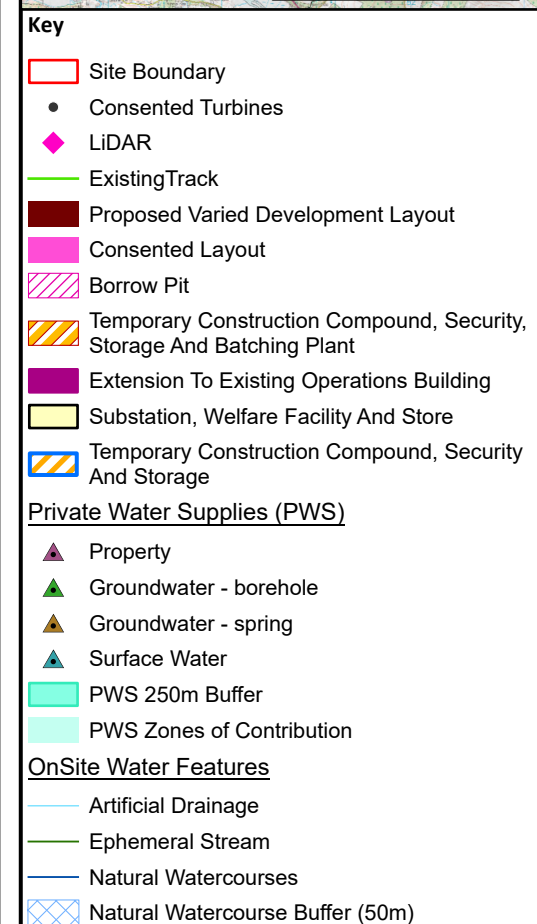 Key
Site Boundary
Consented Turbines
LiDAR
ExistingTrack
Proposed Varied Development Layout
Consented Layout
Borrow Pit
Temporary Construction Compound, Security,
Storage And Batching Plant
Extension To Existing Operations Building
Substation, Welfare Facility And Store
Temporary Construction Compound, Security
And Storage
Private Water Supplies (PWS)
Property
Groundwater - borehole
Groundwater - spring
Surface Water
PWS 250m Buffer
PWS Zones of Contribution
OnSite Water Features
Artificial Drainage
Ephemeral Stream
Natural Watercourses
Natural Watercourse Buffer (50m)